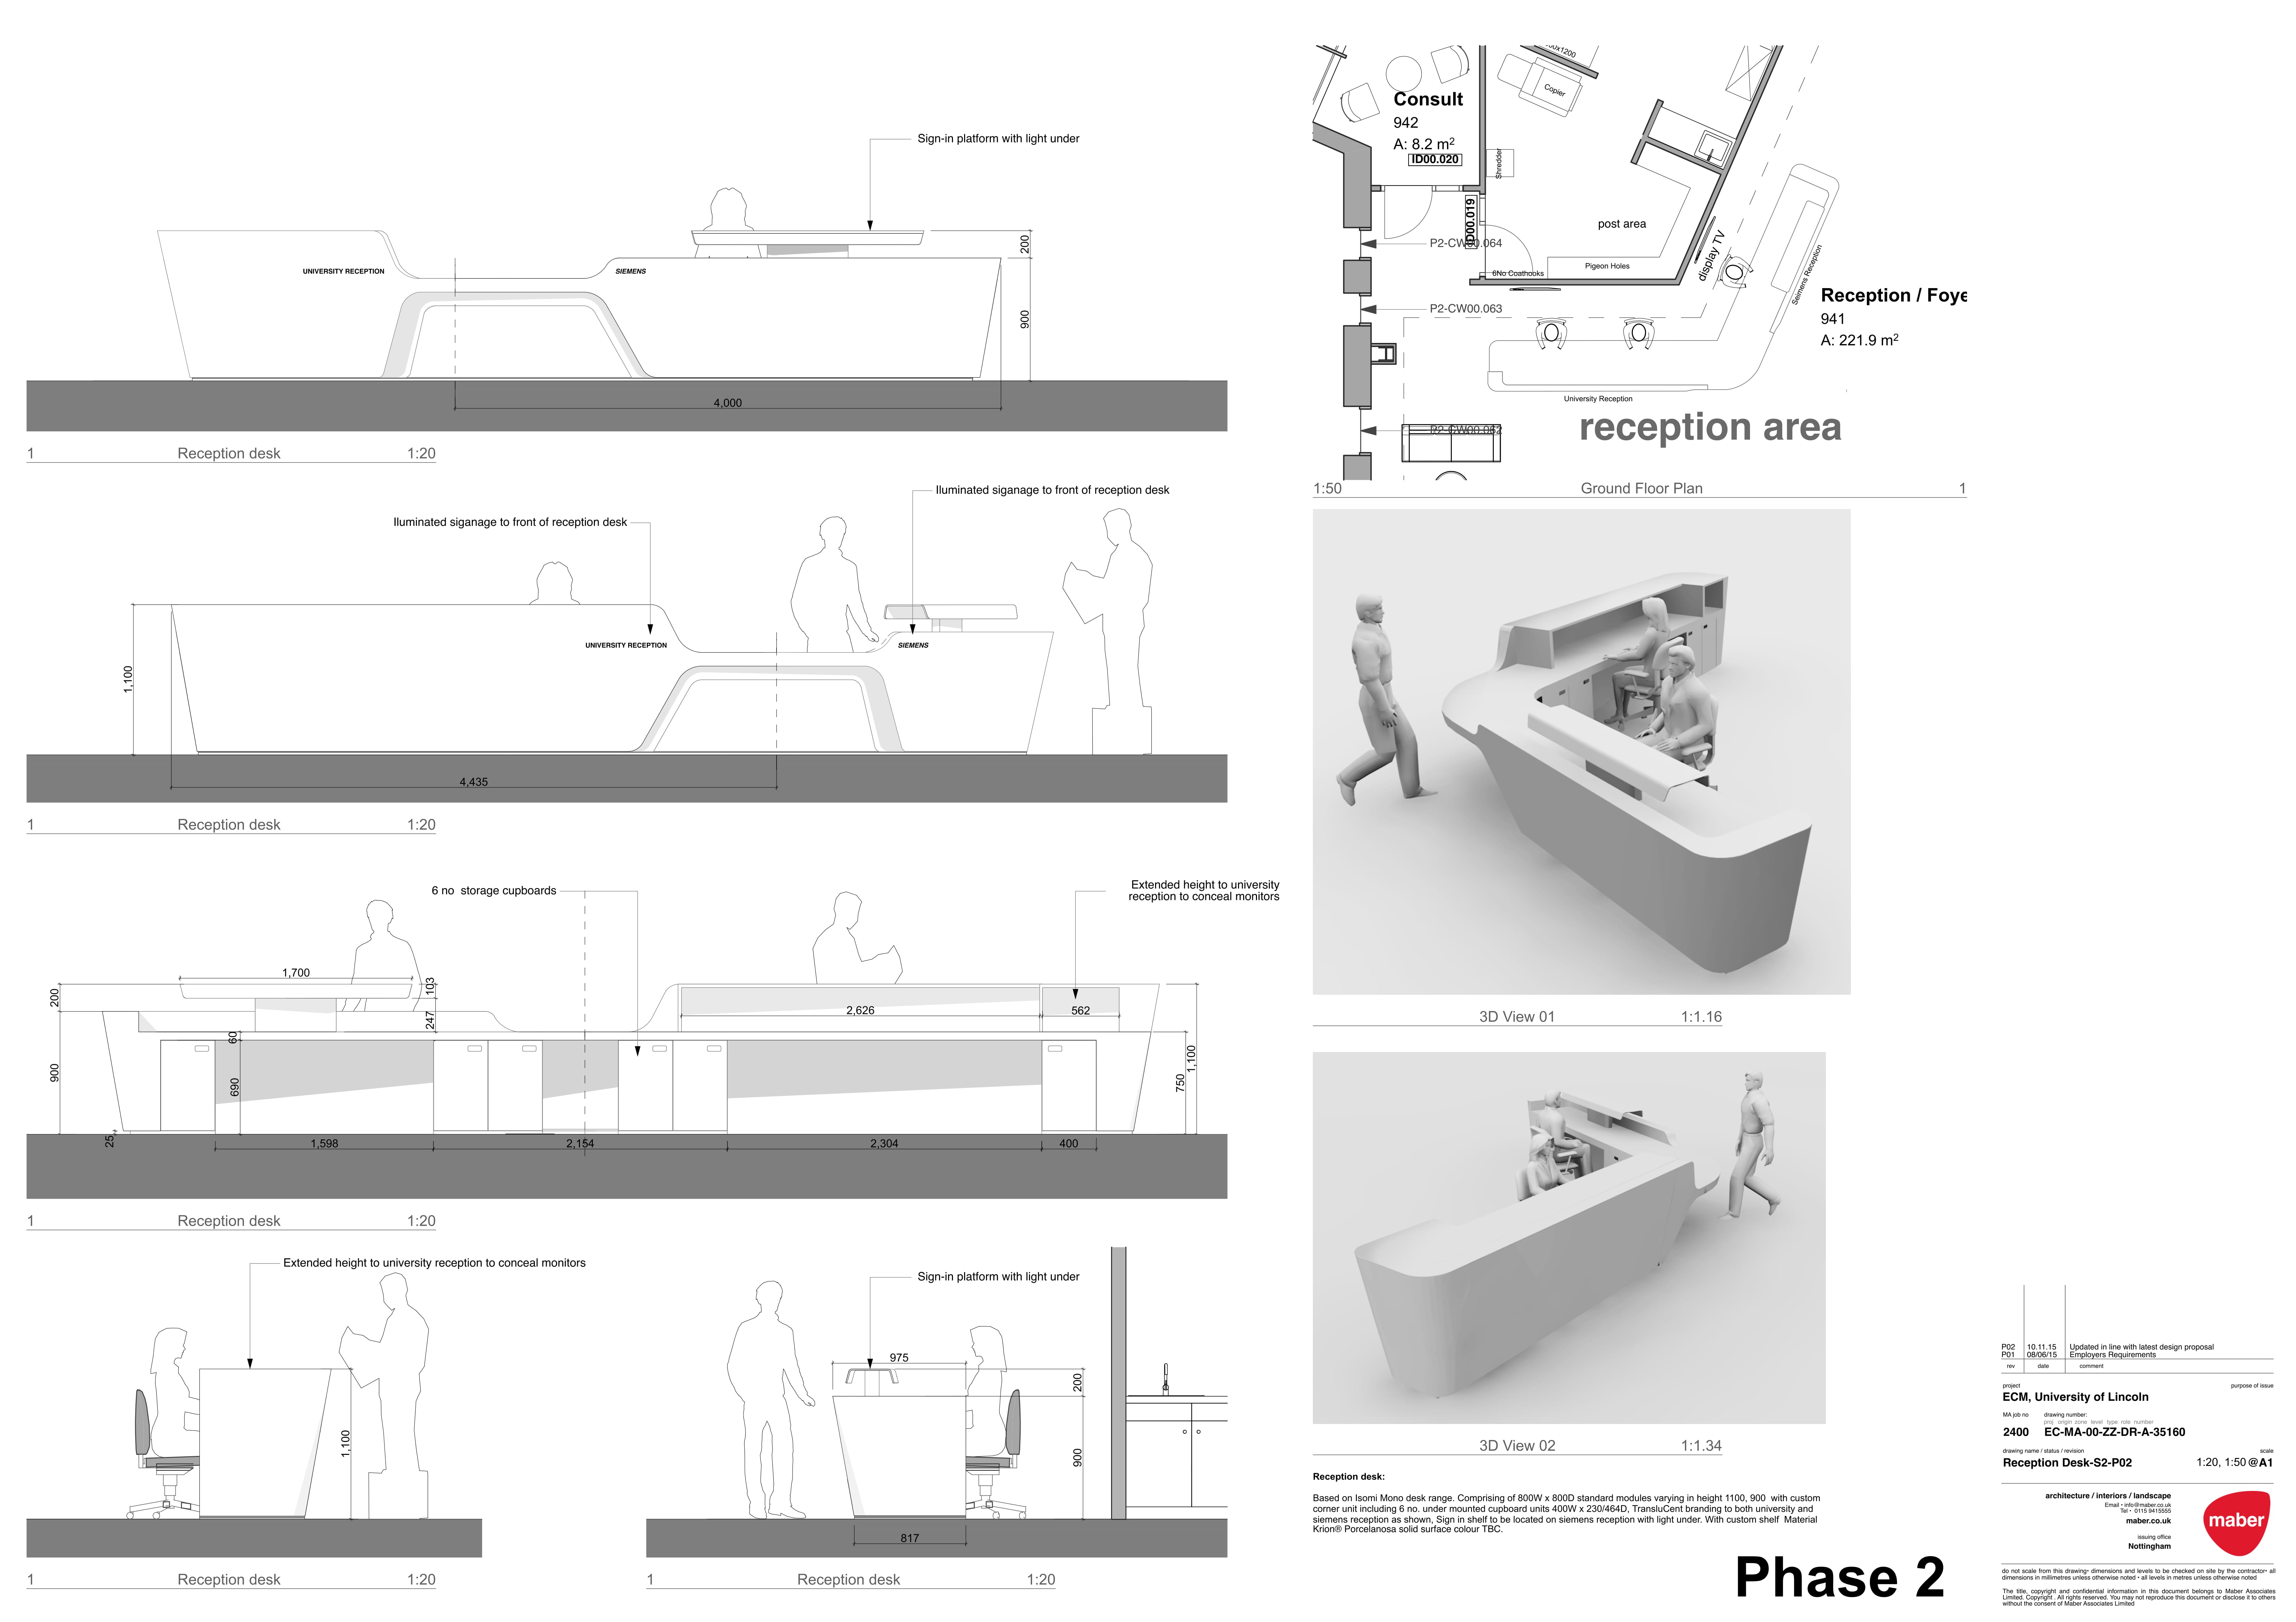 Sign-in platform with light under
UNIVERSITY RECEPTION
SIEMENS
200
900
4,000
1 Reception desk 1:20
Iluminated siganage to front of reception desk
Iluminated siganage to front of reception desk
UNIVERSITY RECEPTION
SIEMENS
1,100
4,435
1 Reception desk 1:20
6 no storage cupboards
Extended height to university
reception to conceal monitors
1,700
103
200
247
2,626
562
60
900
690
1,100
750
25
1,598
2,154
2,304
400
1 Reception desk 1:20
Extended height to university reception to conceal monitors
1,100
1 Reception desk 1:20
Sign-in platform with light under
975
200
900
817
1 Reception desk 1:20
Copier
Consult
942
A: 8.2 m²
ID00.020
Shredder
ID00.019
post area
P2-CW00.064
Pigeon Holes
6No Coathooks
display TV
Seimens Reception
Reception / Foye
941
A: 221.9 m²
P2-CW00.063
University Reception
reception area
P2-CW00.062
1:50 Ground Floor Plan 1
3D View 01 1:1.16
3D View 02 1:1.34
Reception desk:
Based on Isomi Mono desk range. Comprising of 800W x 800D standard modules varying in height 1100, 900 with custom
corner unit including 6 no. under mounted cupboard units 400W x 230/464D, TransluCent branding to both university and
siemens reception as shown, Sign in shelf to be located on siemens reception with light under. With custom shelf Material
Krion® Porcelanosa solid surface colour TBC.
Phase 2
P02 10.11.15 Updated in line with latest design proposal
P01 08/06/15 Employers Requirements
rev date comment
project purpose of issue
ECM, University of Lincoln
MA job no drawing number:
proj origin zone level type role number
2400 EC-MA-00-ZZ-DR-A-35160
drawing name / status / revision scale
Reception Desk-S2-P02 1:20, 1:50 @A1
architecture / interiors / landscape
Email • info@maber.co.uk
Tel • 0115 9415555
maber.co.uk
issuing office
Nottingham
maber
do not scale from this drawing• dimensions and levels to be checked on site by the contractor• all
dimensions in millimetres unless otherwise noted • all levels in metres unless otherwise noted
The title, copyright and confidential information in this document belongs to Maber Associates
Limited. Copyright . All rights reserved. You may not reproduce this document or disclose it to others
without the consent of Maber Associates Limited